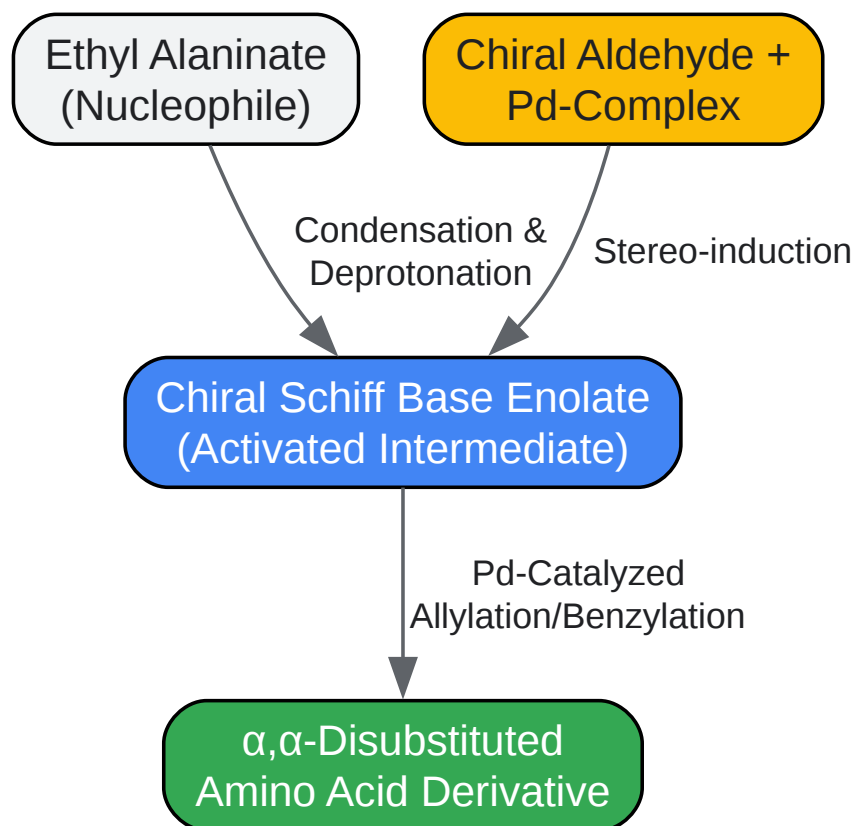 Ethyl Alaninate
(Nucleophile)
Chiral Aldehyde +
Pd-Complex
Condensation &
Deprotonation
Stereo-induction
Chiral Schiff Base Enolate
(Activated Intermediate)
Pd-Catalyzed
Allylation/Benzylation
α,α-Disubstituted
Amino Acid Derivative